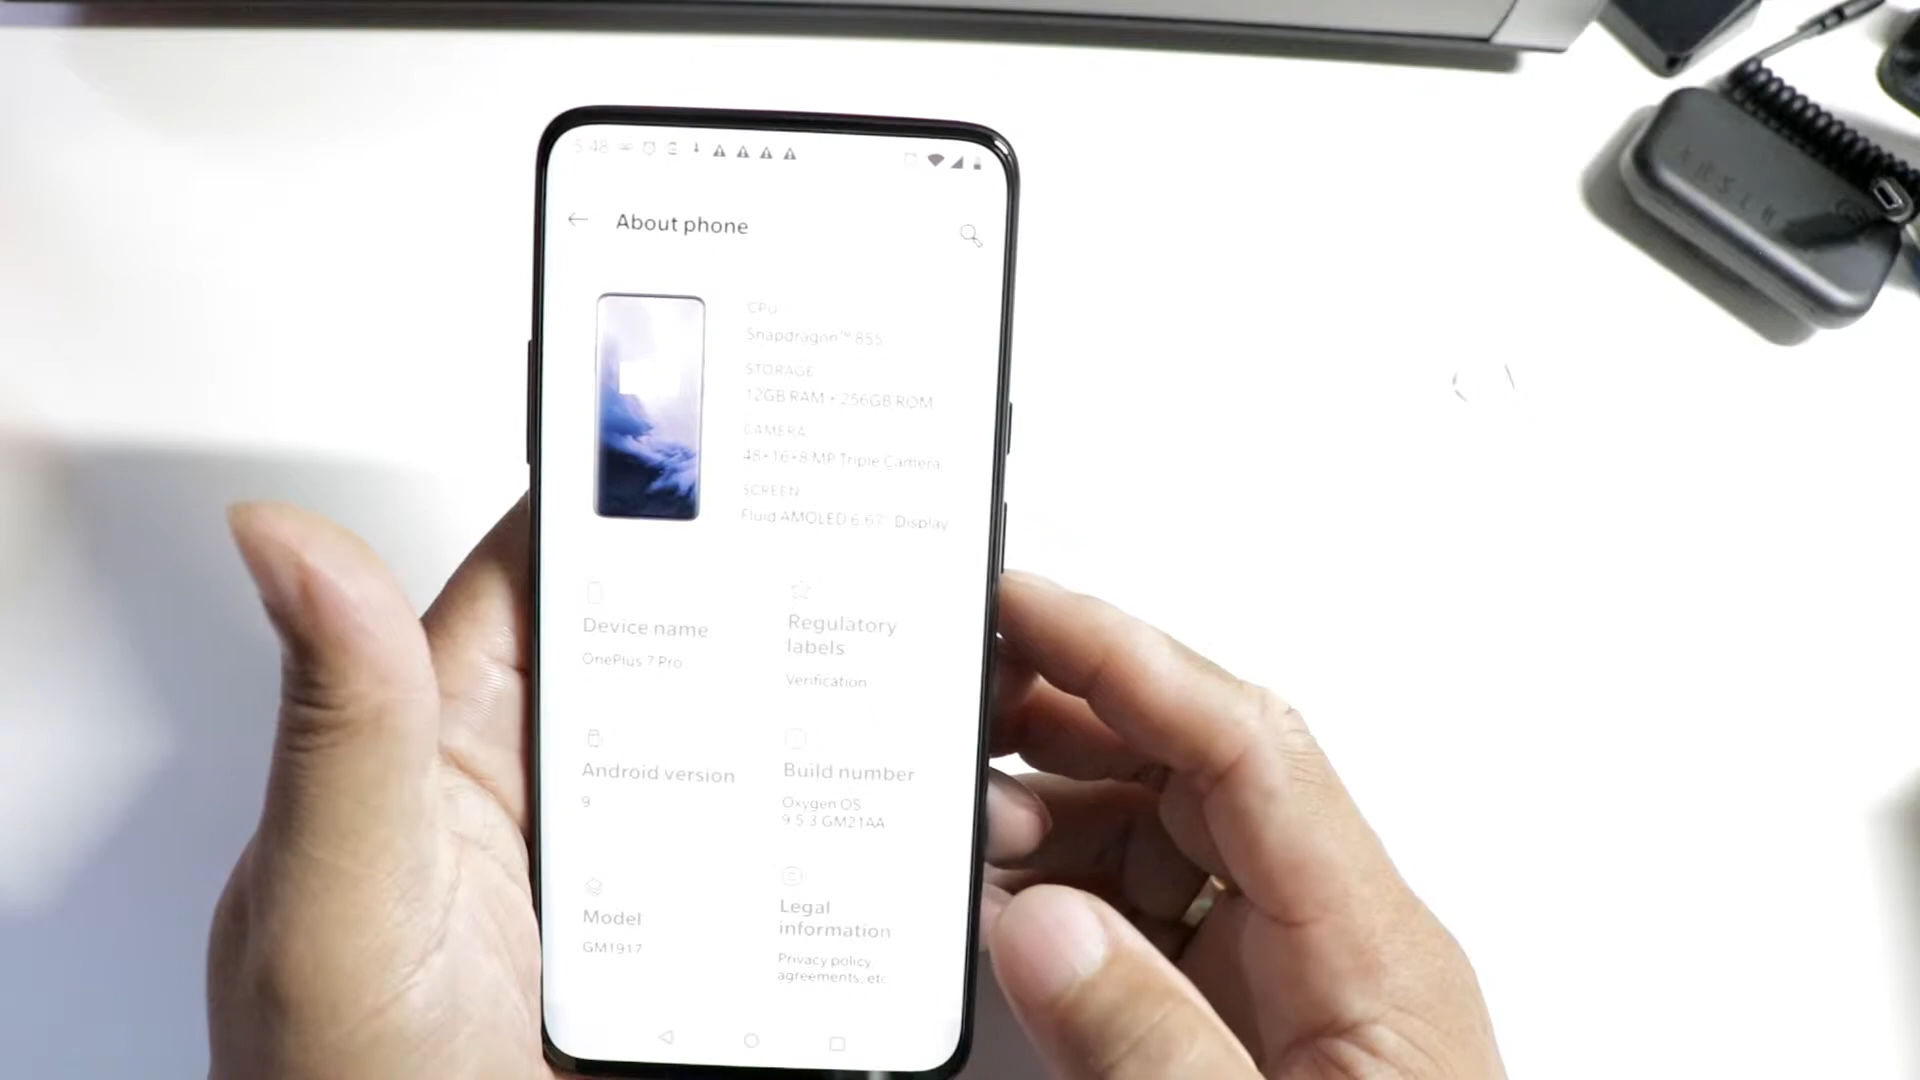 5:48
About phone
CPU
Snapdragon™ 855
STORAGE
12GB RAM + 256GB ROM
CAMERA
48+16+8 MP Triple Camera
SCREEN
Fluid AMOLED 6.67" Display
Device name
OnePlus 7 Pro
Regulatory
labels
Verification
Android version
9
Build number
Oxygen OS
9.5.3.GM21AA
Model
GM1917
Legal
information
Privacy policy,
agreements, etc.